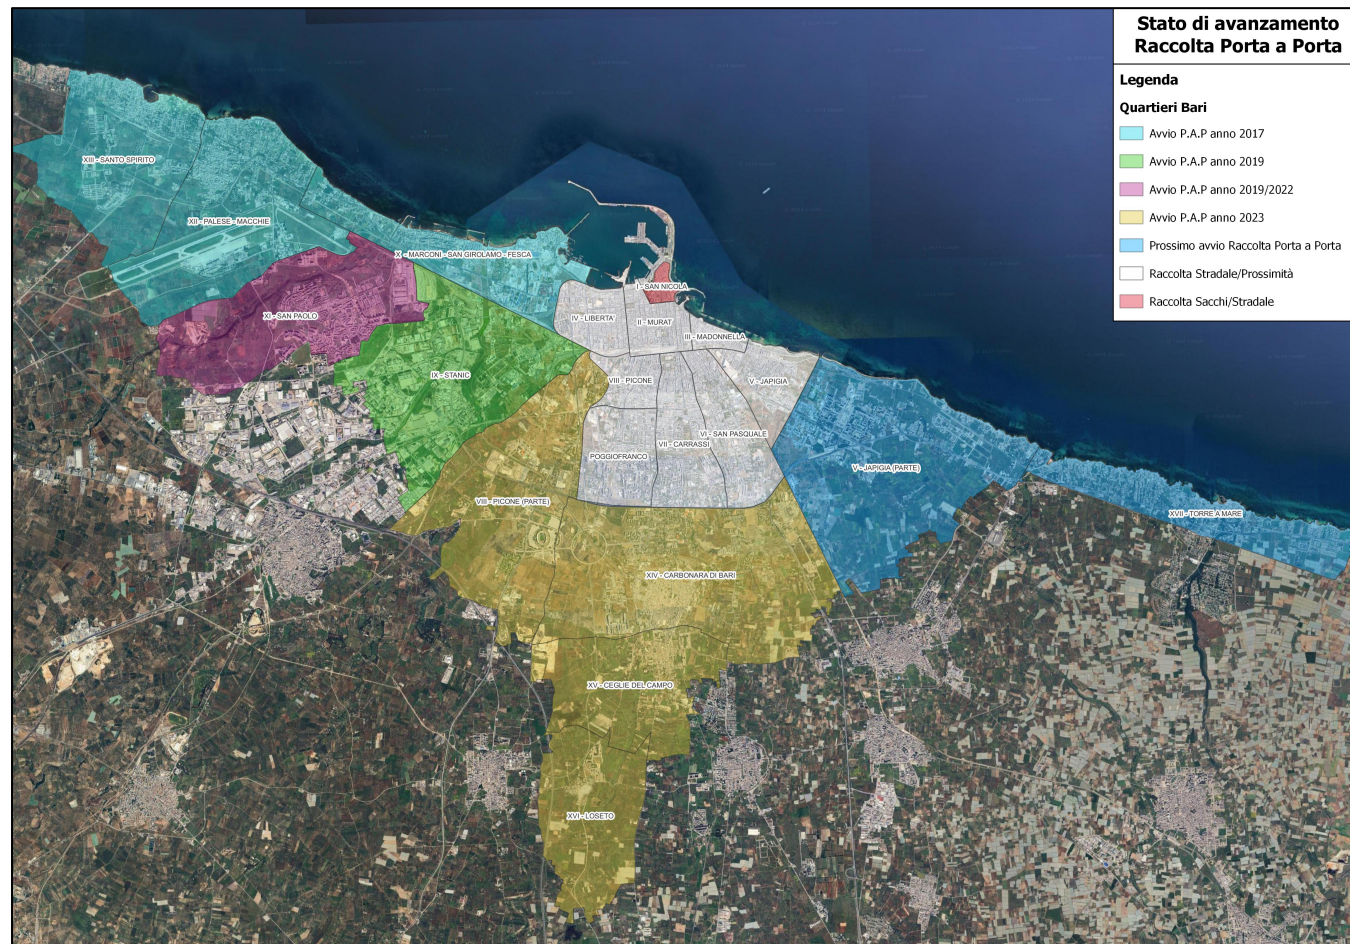 Stato di avanzamento
Raccolta Porta a Porta
Legenda
Quartieri Bari
Avvio P.A.P anno 2017
Avvio P.A.P anno 2019
Avvio P.A.P anno 2019/2022
Avvio P.A.P anno 2023
Prossimo avvio Raccolta Porta a Porta
Raccolta Stradale/Prossimità
Raccolta Sacchi/Stradale
XIII - SANTO SPIRITO
XII - PALESE - MACCHIE
X - MARCONI - SAN GIROLAMO - FESCA
I - SAN NICOLA
XI - SAN PAOLO
IV - LIBERTA'
II - MURAT
III - MADONNELLA
IX - STANIC
VIII - PICONE
V - JAPIGIA
VI - SAN PASQUALE
VII - CARRASSI
POGGIOFRANCO
V - JAPIGIA (PARTE)
VIII - PICONE (PARTE)
XVII - TORRE A MARE
XIV - CARBONARA DI BARI
XV - CEGLIE DEL CAMPO
XVI - LOSETO